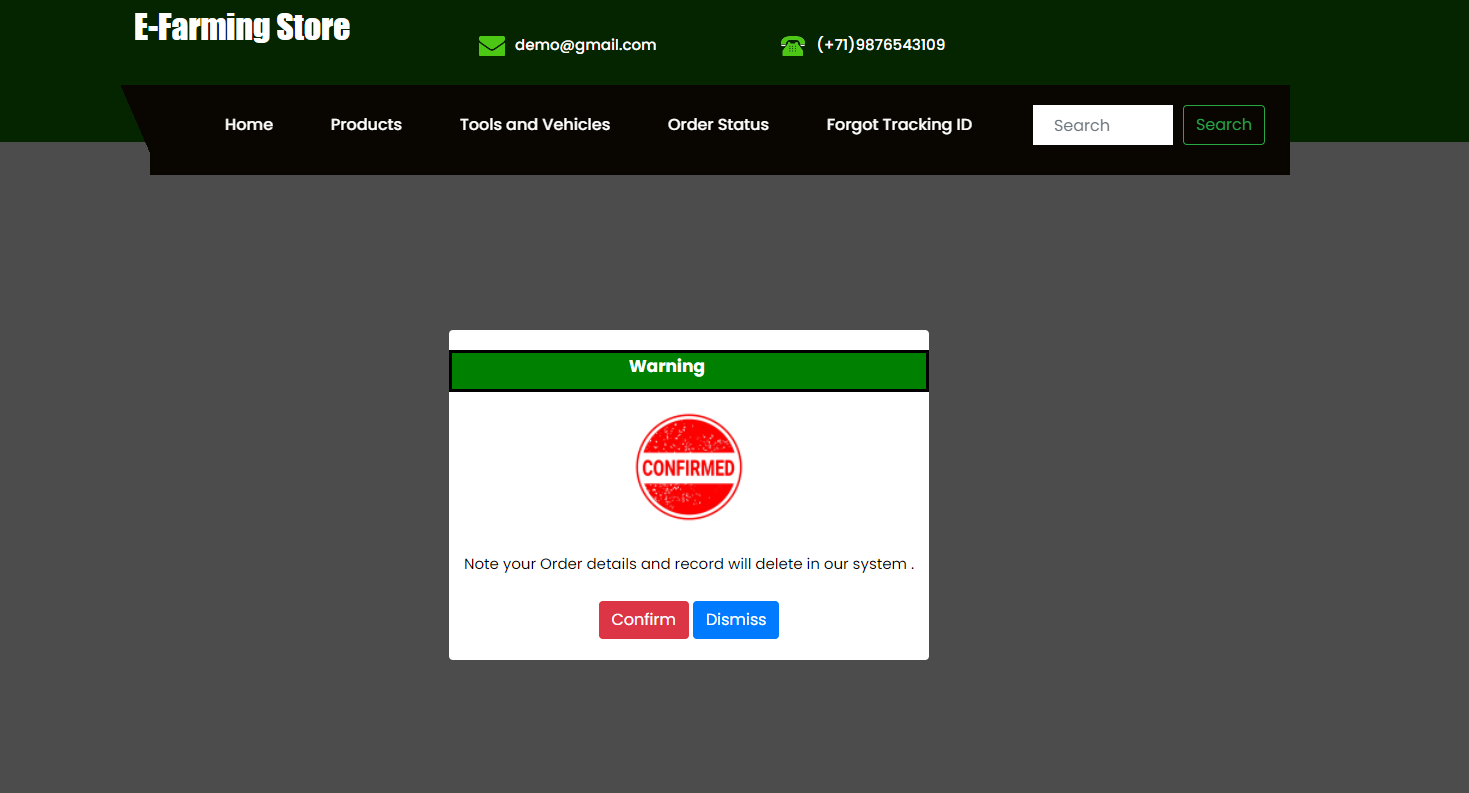 E-Farming Store
demo@gmail.com (+71)9876543109
Home Products Tools and Vehicles Order Status Forgot Tracking ID Search Search
Warning
CONFIRMED
Note your Order details and record will delete in our system .
Confirm Dismiss